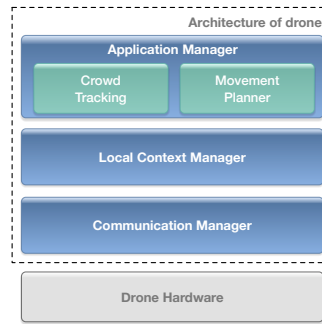 Architecture of drone
Application Manager
Crowd
Tracking
Movement
Planner
Local Context Manager
Communication Manager
Drone Hardware